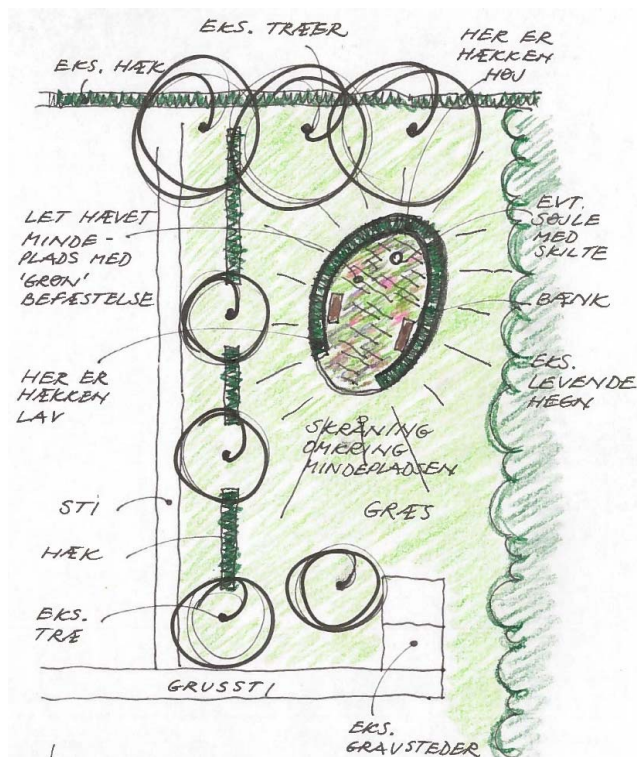 EKS. TRÆER
HER ER
HÆKKEN
HØJ
EKS. HÆK
LET HÆVET
MINDE-
PLADS MED
'GRØN'
BEFÆSTELSE
EVT.
SØJLE
MED
SKILTE
BÆNK
HER ER
HÆKKEN
LAV
EKS.
LEVENDE
HEGN
SKRÅNING
OMKRING
MINDEPLADSEN
STI
GRÆS
HÆK
EKS.
TRÆ
GRUSSTI
EKS.
GRAVSTEDER